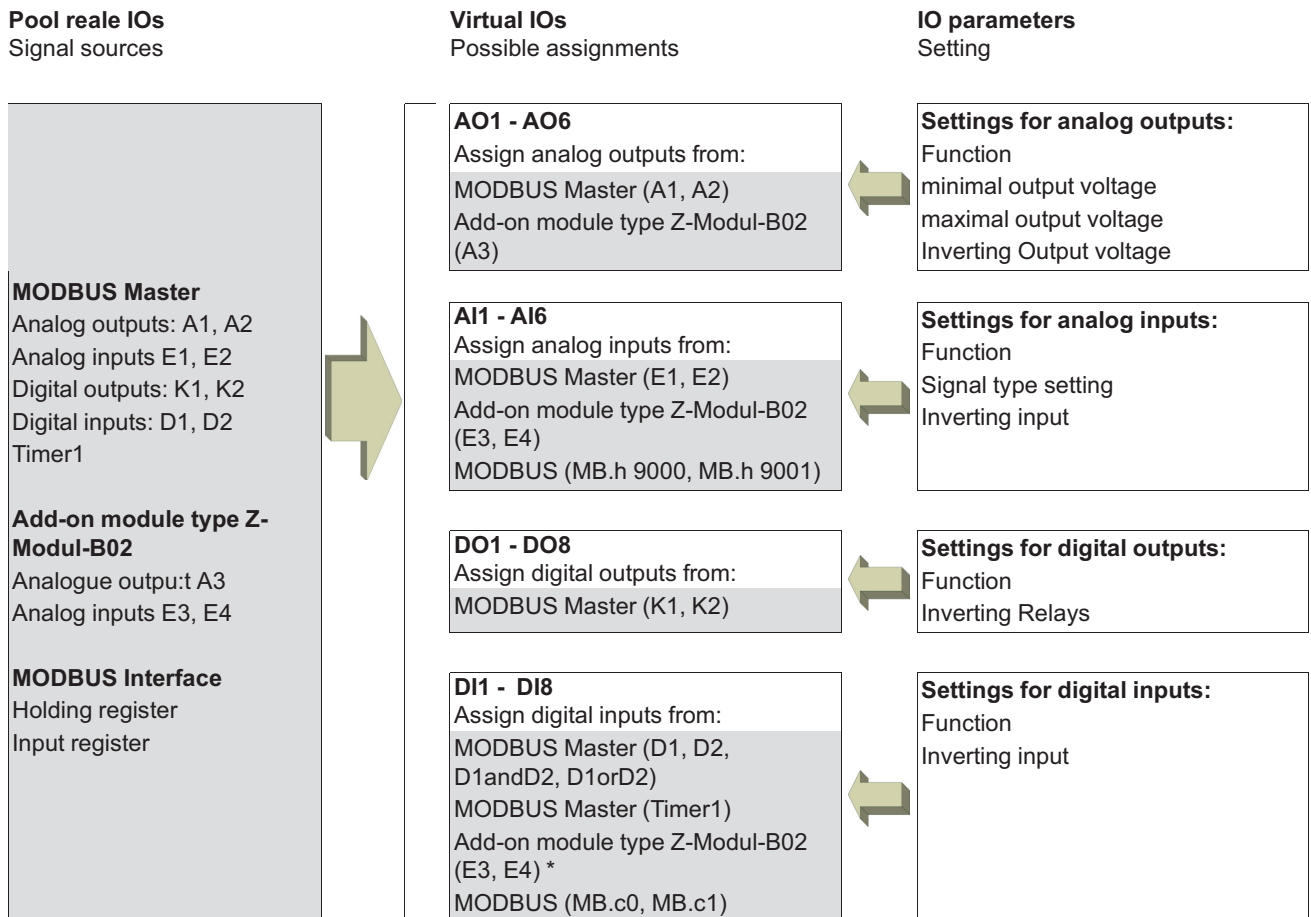 Pool reale IOs
Signal sources
MODBUS Master
Analog outputs: A1, A2
Analog inputs E1, E2
Digital outputs: K1, K2
Digital inputs: D1, D2
Timer1
Add-on module type Z-
Modul-B02
Analogue outpu:t A3
Analog inputs E3, E4
MODBUS Interface
Holding register
Input register
Virtual IOs
Possible assignments
AO1 - AO6
Assign analog outputs from:
MODBUS Master (A1, A2)
Add-on module type Z-Modul-B02
(A3)
AI1 - AI6
Assign analog inputs from:
MODBUS Master (E1, E2)
Add-on module type Z-Modul-B02
(E3, E4)
MODBUS (MB.h 9000, MB.h 9001)
DO1 - DO8
Assign digital outputs from:
MODBUS Master (K1, K2)
DI1 - DI8
Assign digital inputs from:
MODBUS Master (D1, D2,
D1andD2, D1orD2)
MODBUS Master (Timer1)
Add-on module type Z-Modul-B02
(E3, E4) *
MODBUS (MB.c0, MB.c1)
IO parameters
Setting
Settings for analog outputs:
Function
minimal output voltage
maximal output voltage
Inverting Output voltage
Settings for analog inputs:
Function
Signal type setting
Inverting input
Settings for digital outputs:
Function
Inverting Relays
Settings for digital inputs:
Function
Inverting input